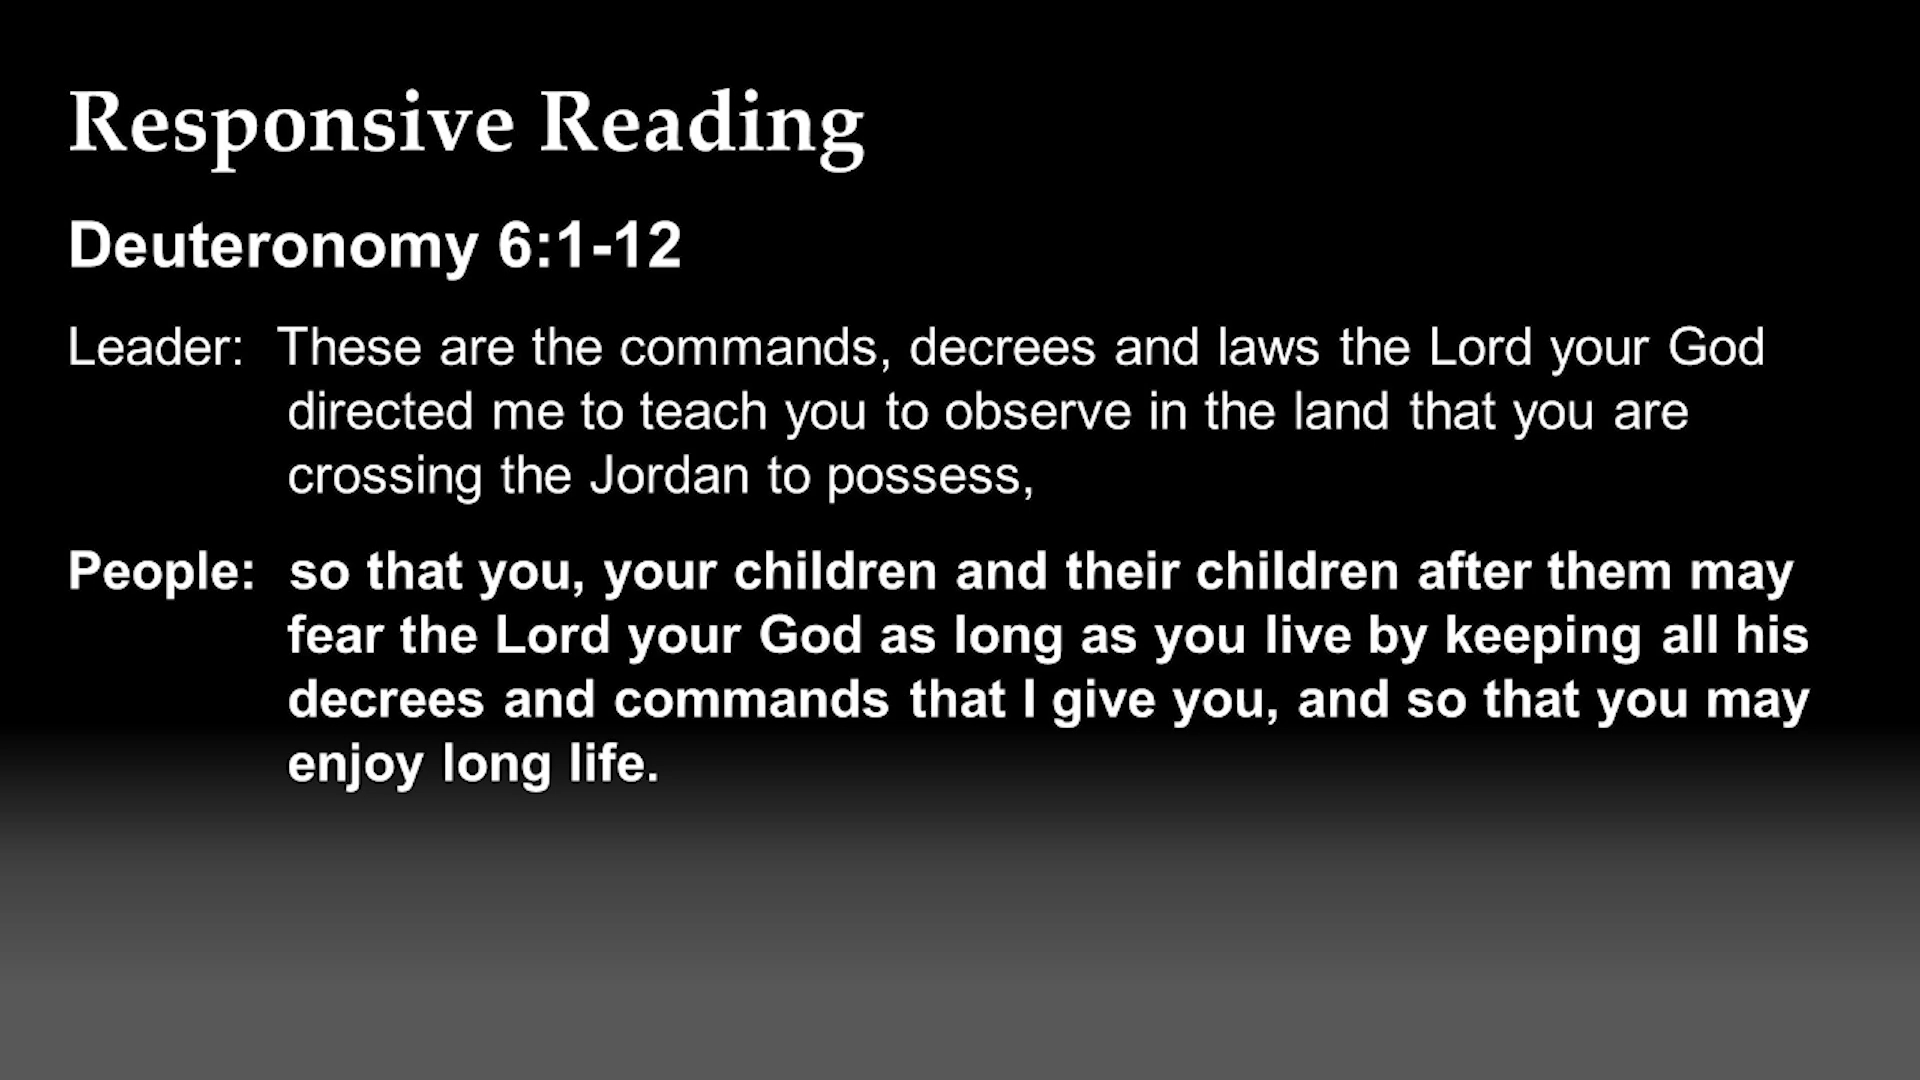 Responsive Reading
Deuteronomy 6:1-12
Leader: These are the commands, decrees and laws the Lord your God
directed me to teach you to observe in the land that you are
crossing the Jordan to possess,
People: so that you, your children and their children after them may
fear the Lord your God as long as you live by keeping all his
decrees and commands that I give you, and so that you may
enjoy long life.